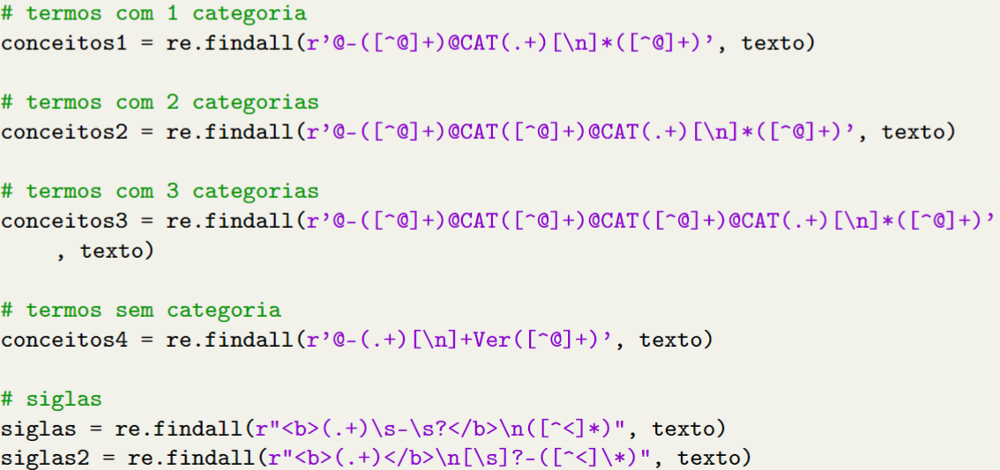 # termos com 1 categoria
conceitos1 = re.findall(r’@-([^@]+)@CAT(.+)[\n]*([^@]+)’, texto)
# termos com 2 categorias
conceitos2 = re.findall(r’@-([^@]+)@CAT([^@]+)@CAT(.+)[\n]*([^@]+)’, texto)
# termos com 3 categorias
conceitos3 = re.findall(r’@-([^@]+)@CAT([^@]+)@CAT([^@]+)@CAT(.+)[\n]*([^@]+)’
, texto)
# termos sem categoria
conceitos4 = re.findall(r’@-(.+)[\n]+Ver([^@]+)’, texto)
# siglas
siglas = re.findall(r"<b>(.+)\s-\s?</b>\n([^<]*)", texto)
siglas2 = re.findall(r"<b>(.+)</b>\n[\s]?-([^<]\*)", texto)